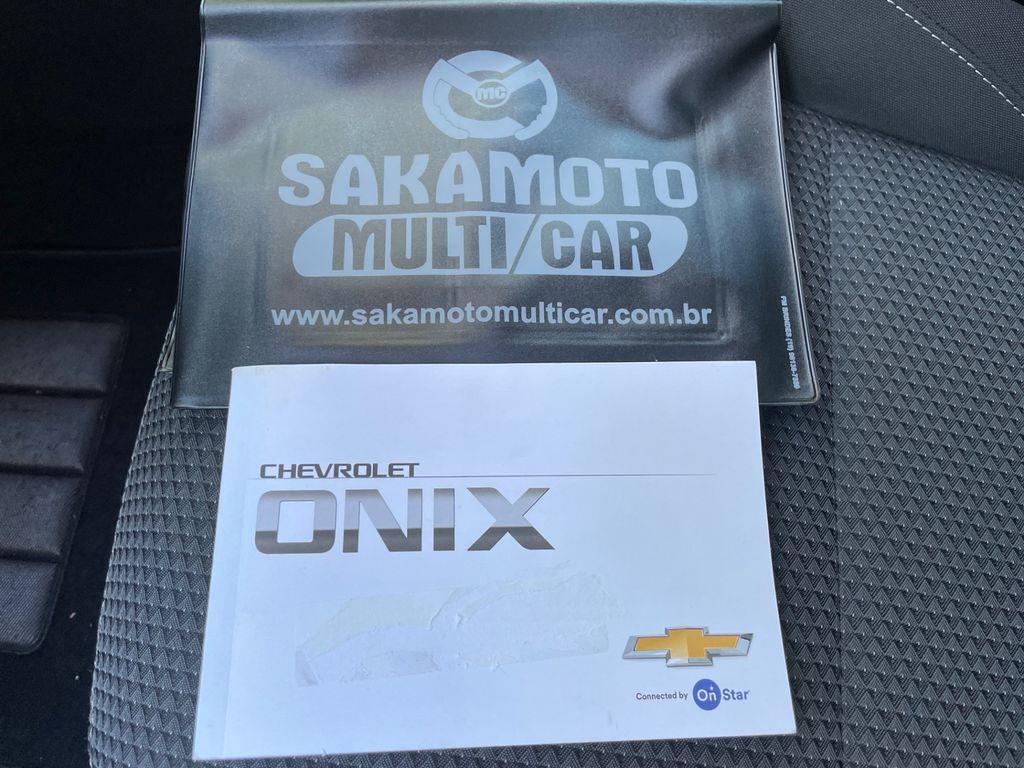 MC
SAKAMOTO
MULTI/CAR
www.sakamotomulticar.com.br
CHEVROLET
ONIX
Connected by OnStar